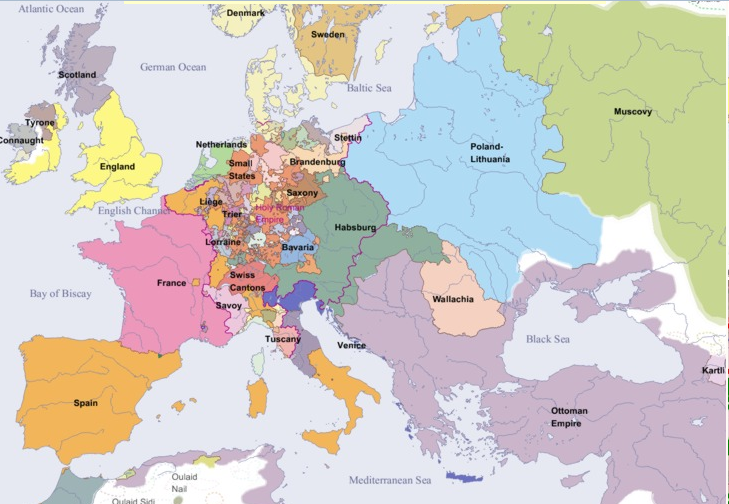 Atlantic Ocean
Denmark
Sweden
German Ocean
Scotland
Baltic Sea
Muscovy
Tyrone
Connaught
Stettin
Netherlands
Poland-
Lithuania
England
Small
States
Brandenburg
Saxony
Liège
Holy Roman
Empire
English Channel
Trier
Habsburg
Lorraine
Bavaria
Swiss
Cantons
France
Bay of Biscay
Savoy
Wallachia
Black Sea
Tuscany
Venice
Kartli
Spain
Ottoman
Empire
Mediterranean Sea
Oulaid
Nail
Oulaid Sidi